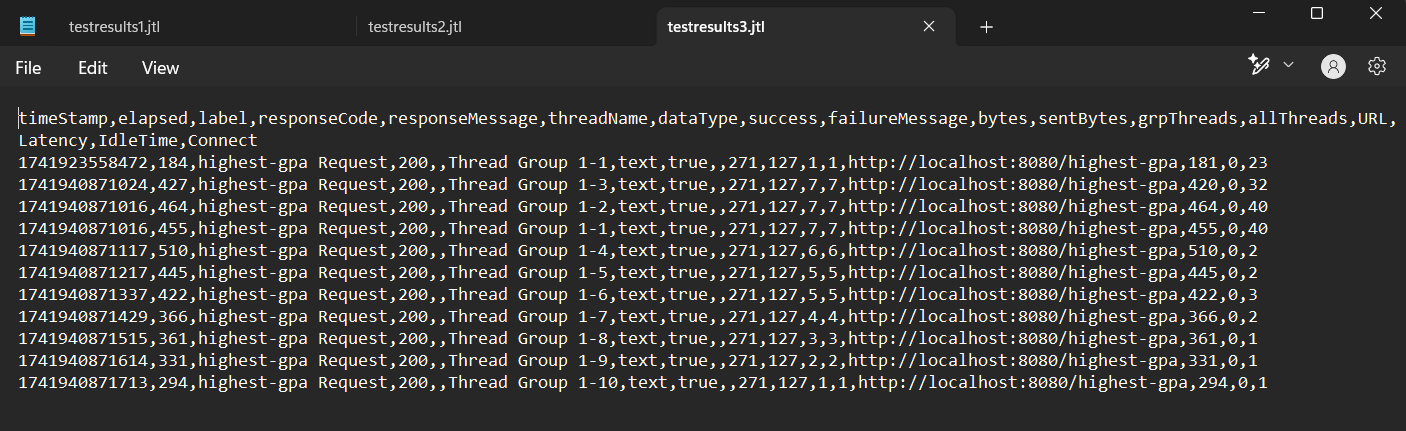 testresults1.jtl testresults2.jtl testresults3.jtl
File Edit View
timeStamp,elapsed,label,responseCode,responseMessage,threadName,dataType,success,failureMessage,bytes,sentBytes,grpThreads,allThreads,URL,
Latency,IdleTime,Connect
1741923558472,184,highest-gpa Request,200,,Thread Group 1-1,text,true,,271,127,1,1,http://localhost:8080/highest-gpa,181,0,23
1741940871024,427,highest-gpa Request,200,,Thread Group 1-3,text,true,,271,127,7,7,http://localhost:8080/highest-gpa,420,0,32
1741940871016,464,highest-gpa Request,200,,Thread Group 1-2,text,true,,271,127,7,7,http://localhost:8080/highest-gpa,464,0,40
1741940871016,455,highest-gpa Request,200,,Thread Group 1-1,text,true,,271,127,7,7,http://localhost:8080/highest-gpa,455,0,40
1741940871117,510,highest-gpa Request,200,,Thread Group 1-4,text,true,,271,127,6,6,http://localhost:8080/highest-gpa,510,0,2
1741940871217,445,highest-gpa Request,200,,Thread Group 1-5,text,true,,271,127,5,5,http://localhost:8080/highest-gpa,445,0,2
1741940871337,422,highest-gpa Request,200,,Thread Group 1-6,text,true,,271,127,5,5,http://localhost:8080/highest-gpa,422,0,3
1741940871429,366,highest-gpa Request,200,,Thread Group 1-7,text,true,,271,127,4,4,http://localhost:8080/highest-gpa,366,0,2
1741940871515,361,highest-gpa Request,200,,Thread Group 1-8,text,true,,271,127,3,3,http://localhost:8080/highest-gpa,361,0,1
1741940871614,331,highest-gpa Request,200,,Thread Group 1-9,text,true,,271,127,2,2,http://localhost:8080/highest-gpa,331,0,1
1741940871713,294,highest-gpa Request,200,,Thread Group 1-10,text,true,,271,127,1,1,http://localhost:8080/highest-gpa,294,0,1